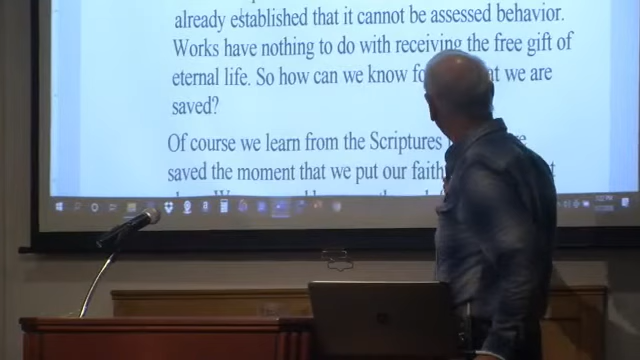 already established that it cannot be assessed behavior.
Works have nothing to do with receiving the free gift of
eternal life. So how can we know we are
saved?
Of course we learn from the Scriptures
saved the moment that we put our faith